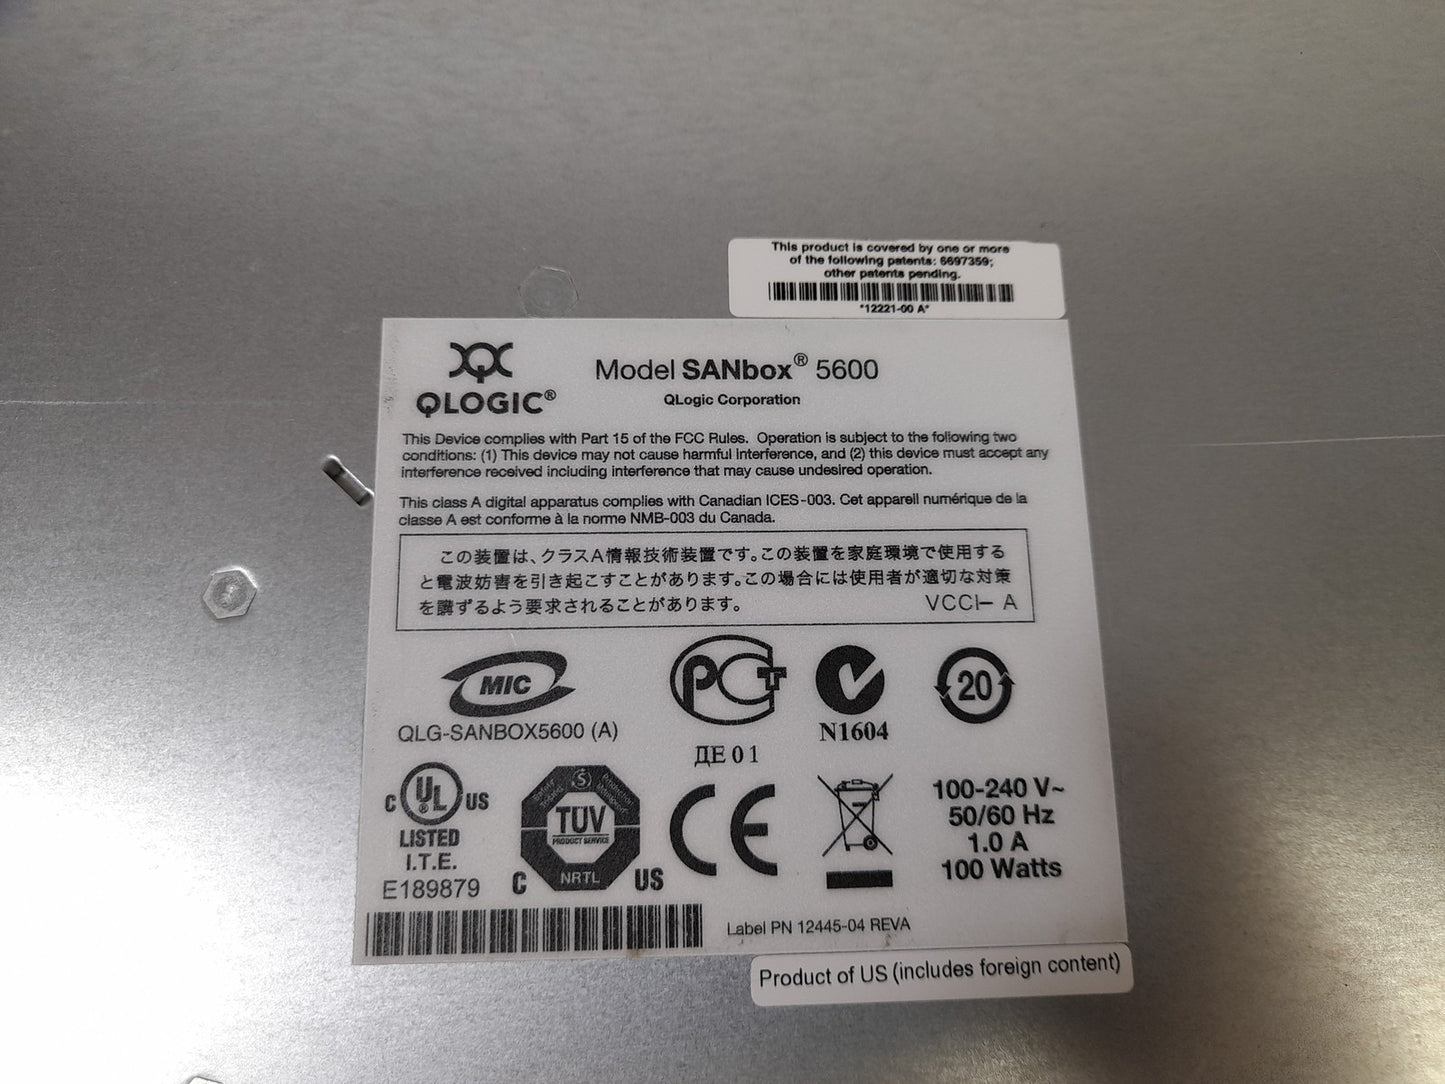 This product is covered by one or more
of the following patents: 6697359;
other patents pending.
*12221-00 A*
QLOGIC®
Model SANbox® 5600
QLogic Corporation
This Device complies with Part 15 of the FCC Rules. Operation is subject to the following two
conditions: (1) This device may not cause harmful interference, and (2) this device must accept any
interference received including interference that may cause undesired operation.
This class A digital apparatus complies with Canadian ICES-003. Cet appareil numérique de la
classe A est conforme à la norme NMB-003 du Canada.
この装置は、クラスA情報技術装置です。この装置を家庭環境で使用する
と電波妨害を引き起こすことがあります。この場合には使用者が適切な対策
を講ずるよう要求されることがあります。 VCCI-A
MIC
QLG-SANBOX5600 (A)
РСТ
ДЕ 01
N1604
20
C UL® US
LISTED
I.T.E.
E189879
TÜV
PRODUCT SERVICE
NRTL
C US
CE
100-240 V~
50/60 Hz
1.0 A
100 Watts
Label PN 12445-04 REVA
Product of US (includes foreign content)